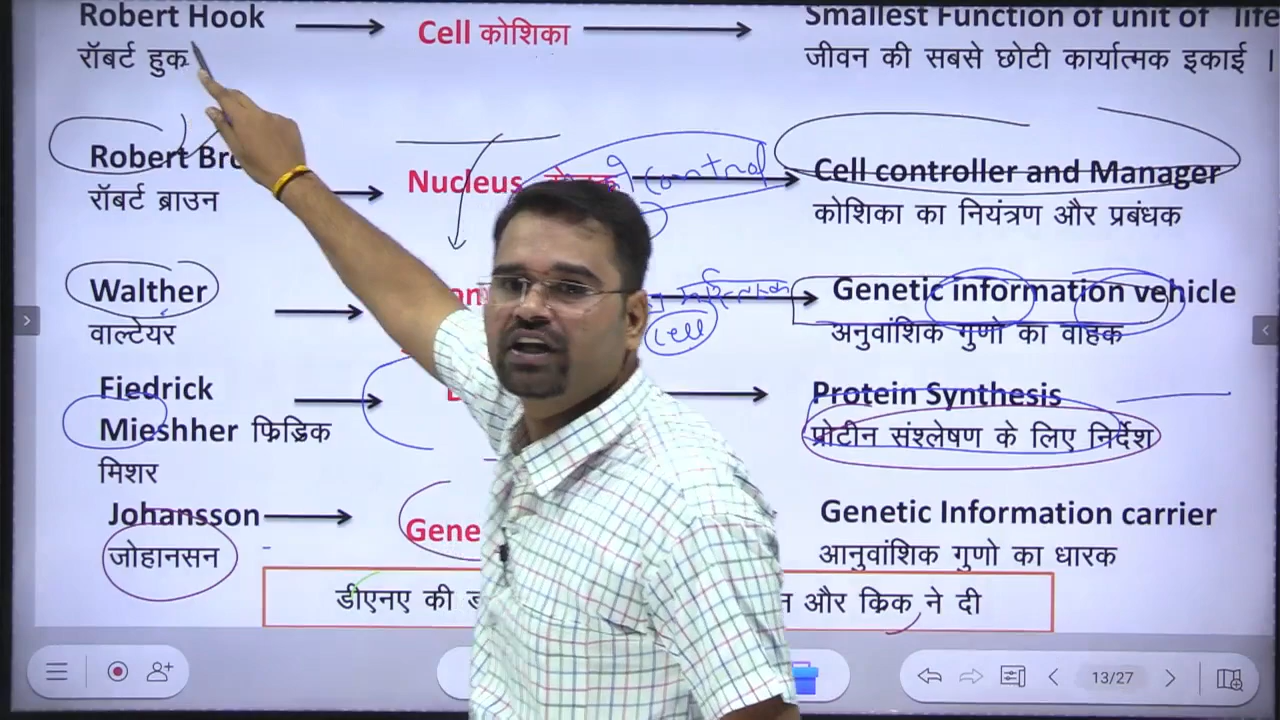 Robert Hook
रॉबर्ट हुक
Cell कोशिका
Smallest Function of unit of life
जीवन की सबसे छोटी कार्यात्मक इकाई ।
Robert
रॉबर्ट ब्राउन
Nucleus
control
Cell controller and Manager
कोशिका का नियंत्रण और प्रबंधक
Walther
वाल्टेयर
cell
Genetic information vehicle
अनुवांशिक गुणो का वाहक
Fiedrick
Mieshher फ्रिड्रिक
मिशर
Protein Synthesis
प्रोटीन संश्लेषण के लिए निर्देश
Johansson
जोहानसन
Gene
Genetic Information carrier
आनुवांशिक गुणो का धारक
डीएनए की
और क्रिक ने दी
13/27